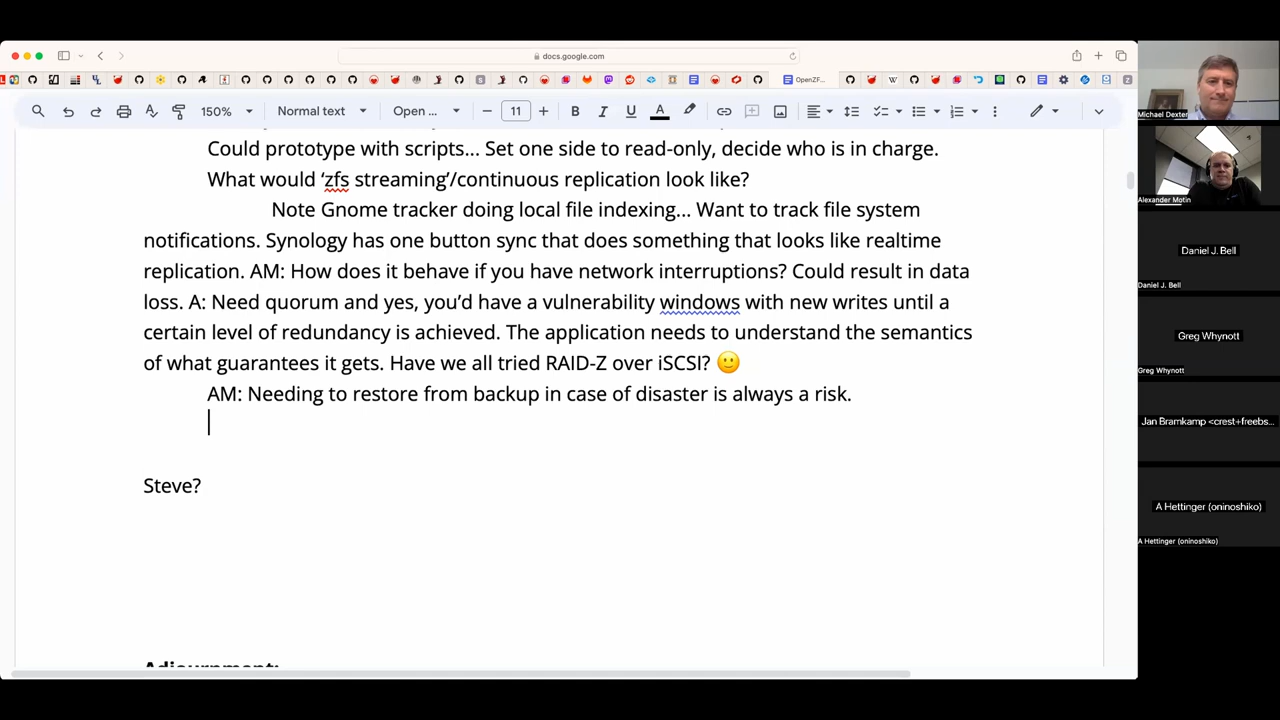 docs.google.com
OpenZF...
150%
Normal text
Open ...
11
Could prototype with scripts... Set one side to read-only, decide who is in charge.
What would ‘zfs streaming’/continuous replication look like?
Note Gnome tracker doing local file indexing... Want to track file system
notifications. Synology has one button sync that does something that looks like realtime
replication. AM: How does it behave if you have network interruptions? Could result in data
loss. A: Need quorum and yes, you’d have a vulnerability windows with new writes until a
certain level of redundancy is achieved. The application needs to understand the semantics
of what guarantees it gets. Have we all tried RAID-Z over iSCSI? 🙂
AM: Needing to restore from backup in case of disaster is always a risk.
Steve?
Adjournment:
Michael Dexter
Alexander Motin
Daniel J. Bell
Daniel J. Bell
Greg Whynott
Greg Whynott
Jan Bramkamp <crest+freebs...
A Hettinger (oninoshiko)
A Hettinger (oninoshiko)